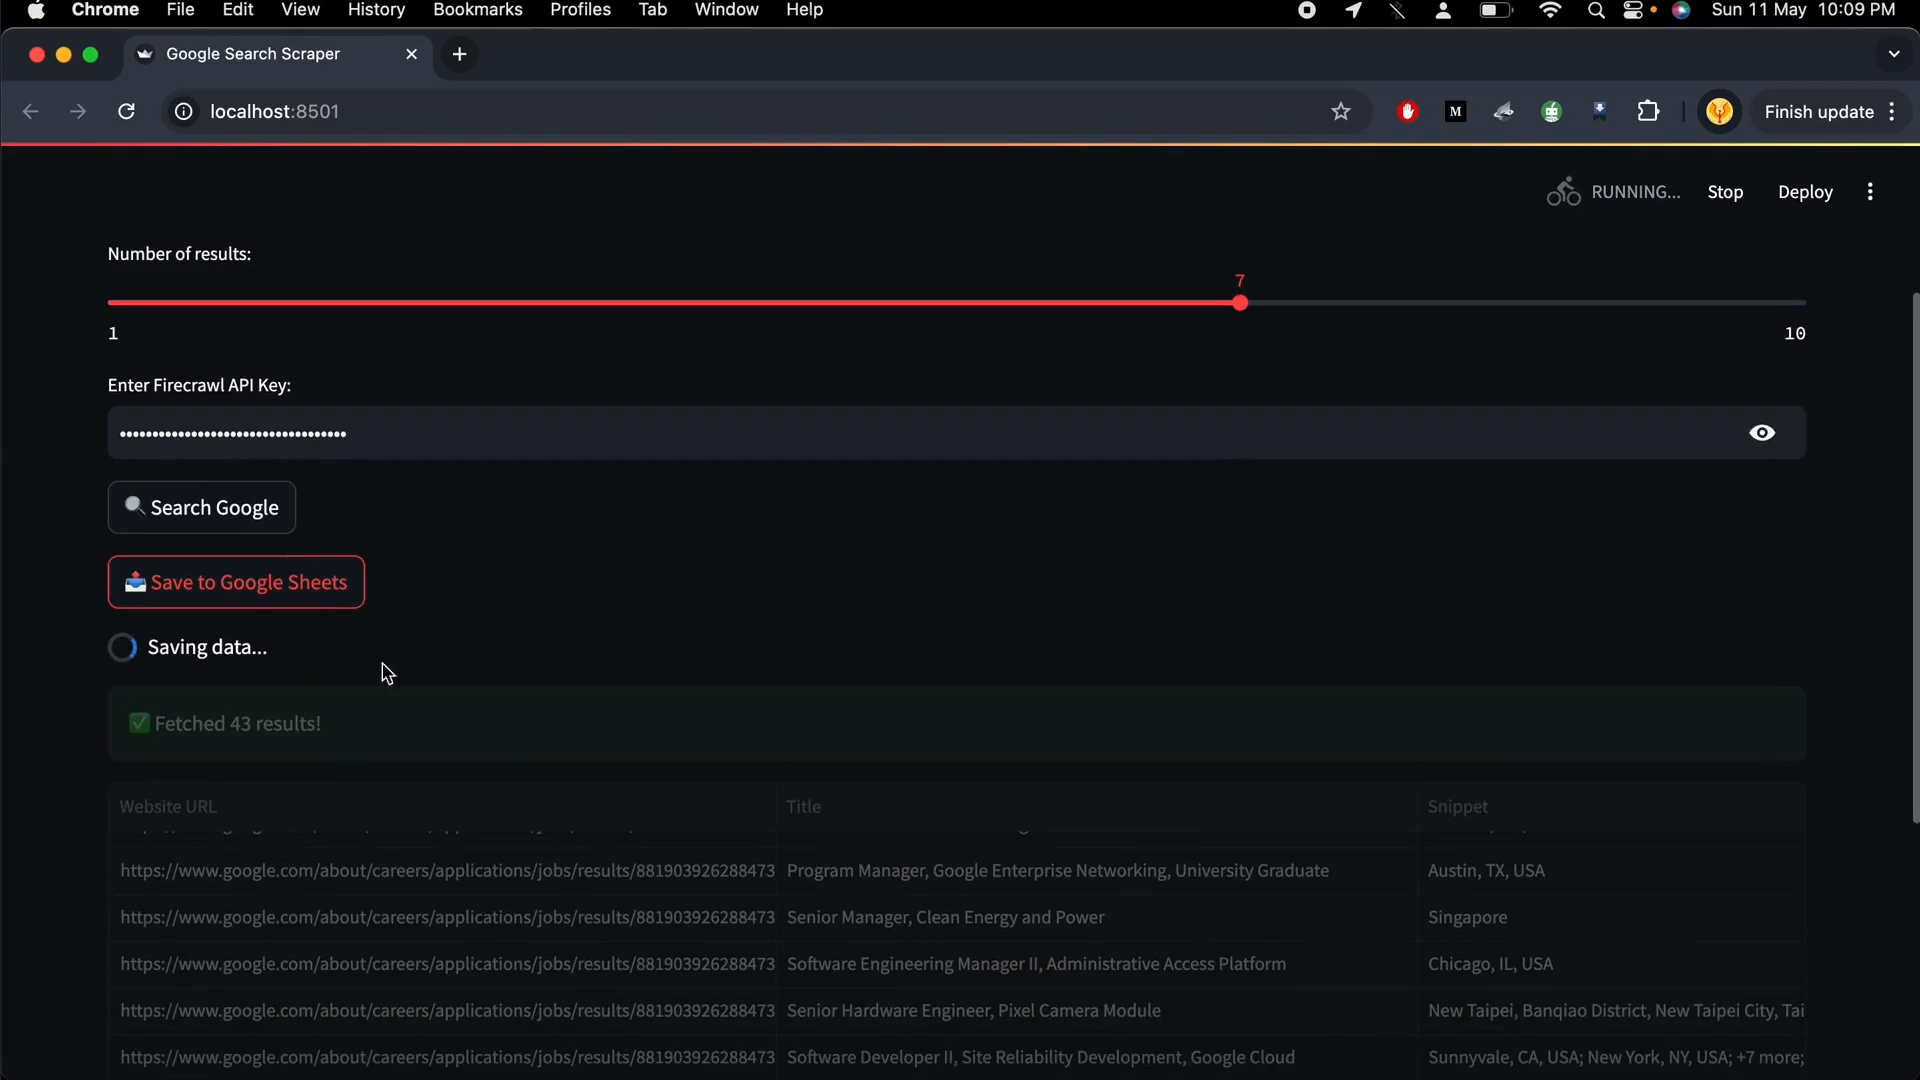 Chrome File Edit View History Bookmarks Profiles Tab Window Help Sun 11 May 10:09 PM
Google Search Scraper
localhost:8501 M Finish update
RUNNING... Stop Deploy
Number of results:
7
1 10
Enter Firecrawl API Key:
•••••••••••••••••••••••••••••••••••
Search Google
Save to Google Sheets
Saving data...
Fetched 43 results!
Website URL Title Snippet
https://www.google.com/about/careers/applications/jobs/results/881903926288473 Program Manager, Google Enterprise Networking, University Graduate Austin, TX, USA
https://www.google.com/about/careers/applications/jobs/results/881903926288473 Senior Manager, Clean Energy and Power Singapore
https://www.google.com/about/careers/applications/jobs/results/881903926288473 Software Engineering Manager II, Administrative Access Platform Chicago, IL, USA
https://www.google.com/about/careers/applications/jobs/results/881903926288473 Senior Hardware Engineer, Pixel Camera Module New Taipei, Banqiao District, New Taipei City, Tai
https://www.google.com/about/careers/applications/jobs/results/881903926288473 Software Developer II, Site Reliability Development, Google Cloud Sunnyvale, CA, USA; New York, NY, USA; +7 more;